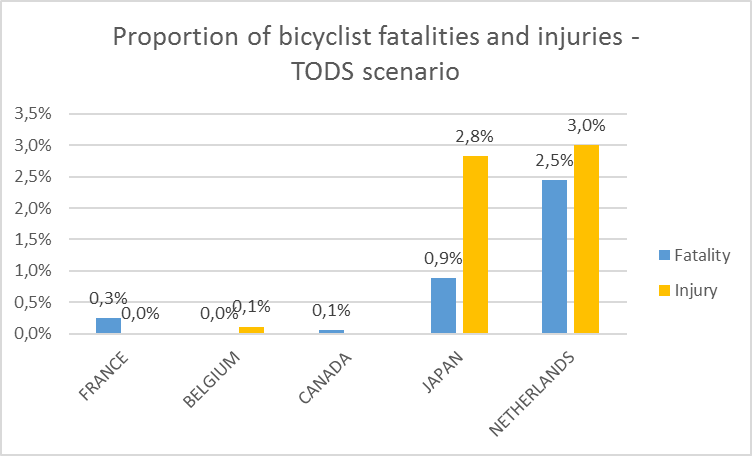 Proportion of bicyclist fatalities and injuries -
TODS scenario
3,5%
3,0%
2,5%
2,0%
1,5%
1,0%
0,5%
0,0%
0,3%
0,0%
0,0%
0,1%
0,1%
0,9%
2,8%
2,5%
3,0%
FRANCE
BELGIUM
CANADA
JAPAN
NETHERLANDS
Fatality
Injury